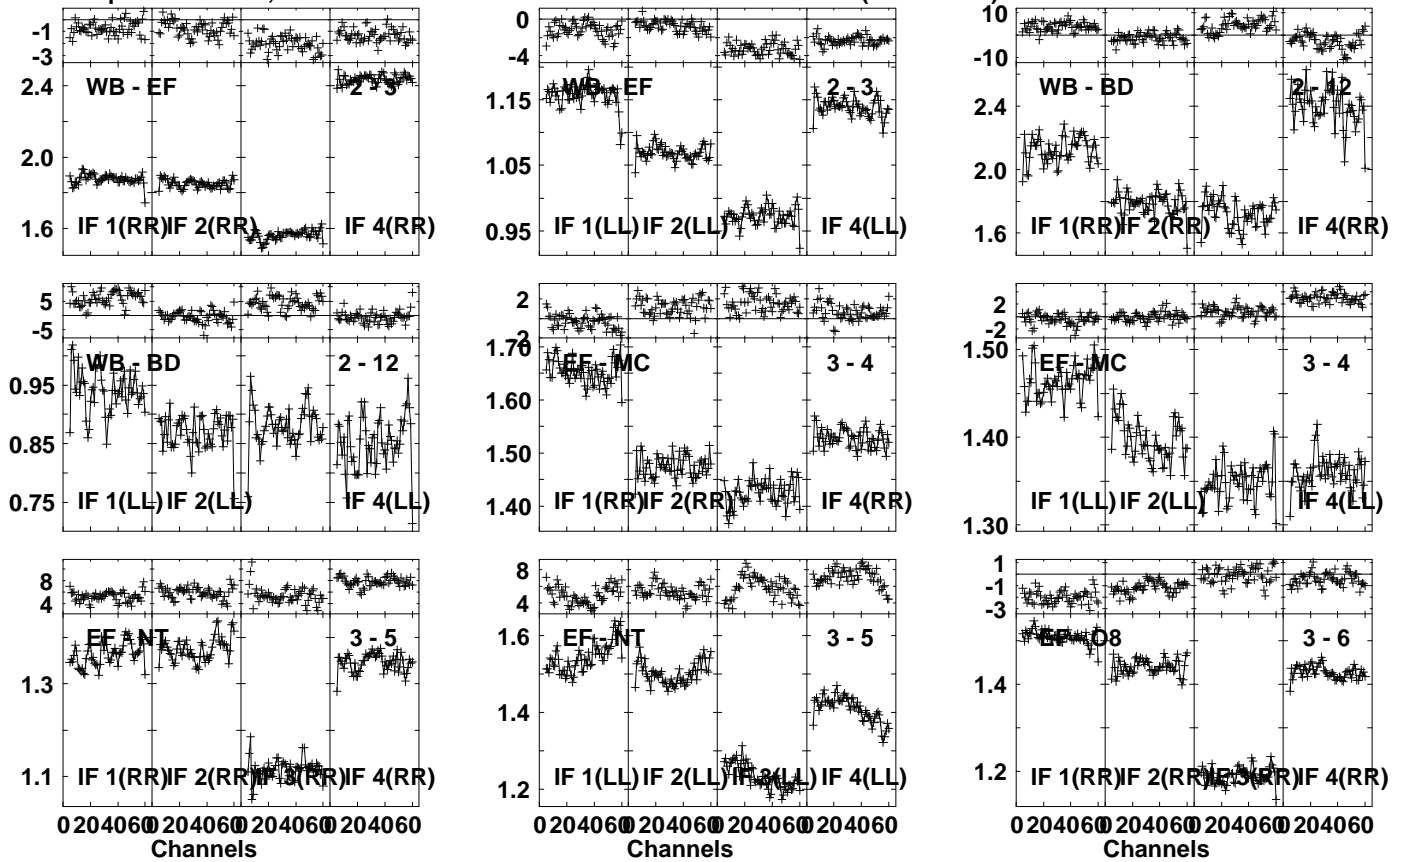 -1
-3
WB - EF
2 - 3
2.4
2.0
1.6
IF 1(RR)
IF 2(RR)
IF 4(RR)
0
-4
WB - EF
2 - 3
1.15
1.05
0.95
IF 1(LL)
IF 2(LL)
IF 4(LL)
10
-10
WB - BD
2 - 12
2.4
2.0
1.6
IF 1(RR)
IF 2(RR)
IF 4(RR)
5
-5
WB - BD
2 - 12
0.95
0.85
0.75
IF 1(LL)
IF 2(LL)
IF 4(LL)
2
-2
EF - MC
3 - 4
1.70
1.60
1.50
1.40
IF 1(RR)
IF 2(RR)
IF 4(RR)
2
-2
EF - MC
3 - 4
1.50
1.40
1.30
IF 1(LL)
IF 2(LL)
IF 4(LL)
8
4
EF - NT
3 - 5
1.3
1.1
IF 1(RR)
IF 2(RR)
IF 3(RR)
IF 4(RR)
0 204060
0 204060
0 204060
0 204060
Channels
8
4
EF - NT
3 - 5
1.6
1.4
1.2
IF 1(LL)
IF 2(LL)
IF 3(LL)
IF 4(LL)
0 204060
0 204060
0 204060
0 204060
Channels
1
-1
-3
EF - O8
3 - 6
1.4
1.2
IF 1(RR)
IF 2(RR)
IF 3(RR)
IF 4(RR)
0 204060
0 204060
0 204060
0 204060
Channels